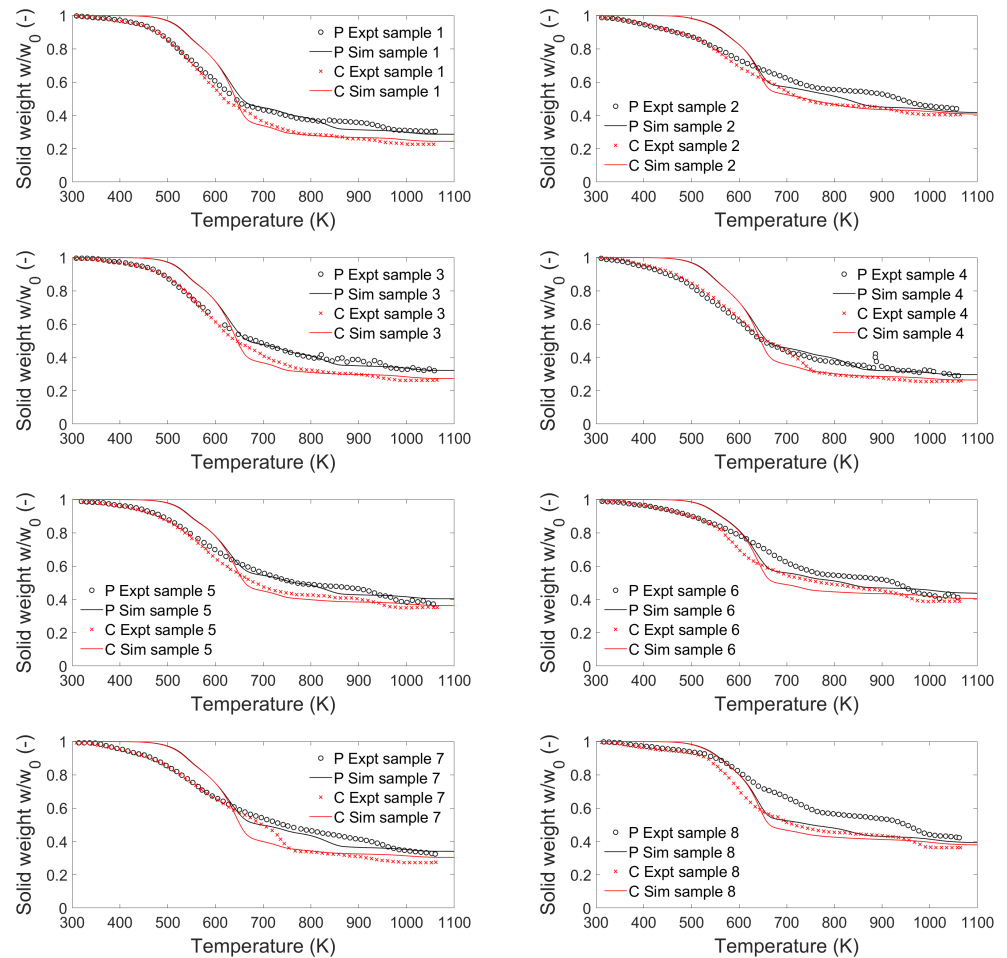 Solid weight w/w0 (-)
1
0.8
0.6
0.4
0.2
0
P Expt sample 1
P Sim sample 1
C Expt sample 1
C Sim sample 1
300 400 500 600 700 800 900 1000 1100
Temperature (K)
Solid weight w/w0 (-)
1
0.8
0.6
0.4
0.2
0
P Expt sample 2
P Sim sample 2
C Expt sample 2
C Sim sample 2
300 400 500 600 700 800 900 1000 1100
Temperature (K)
Solid weight w/w0 (-)
1
0.8
0.6
0.4
0.2
0
P Expt sample 3
P Sim sample 3
C Expt sample 3
C Sim sample 3
300 400 500 600 700 800 900 1000 1100
Temperature (K)
Solid weight w/w0 (-)
1
0.8
0.6
0.4
0.2
0
P Expt sample 4
P Sim sample 4
C Expt sample 4
C Sim sample 4
300 400 500 600 700 800 900 1000 1100
Temperature (K)
Solid weight w/w0 (-)
1
0.8
0.6
0.4
0.2
0
P Expt sample 5
P Sim sample 5
C Expt sample 5
C Sim sample 5
300 400 500 600 700 800 900 1000 1100
Temperature (K)
Solid weight w/w0 (-)
1
0.8
0.6
0.4
0.2
0
P Expt sample 6
P Sim sample 6
C Expt sample 6
C Sim sample 6
300 400 500 600 700 800 900 1000 1100
Temperature (K)
Solid weight w/w0 (-)
1
0.8
0.6
0.4
0.2
0
P Expt sample 7
P Sim sample 7
C Expt sample 7
C Sim sample 7
300 400 500 600 700 800 900 1000 1100
Temperature (K)
Solid weight w/w0 (-)
1
0.8
0.6
0.4
0.2
0
P Expt sample 8
P Sim sample 8
C Expt sample 8
C Sim sample 8
300 400 500 600 700 800 900 1000 1100
Temperature (K)